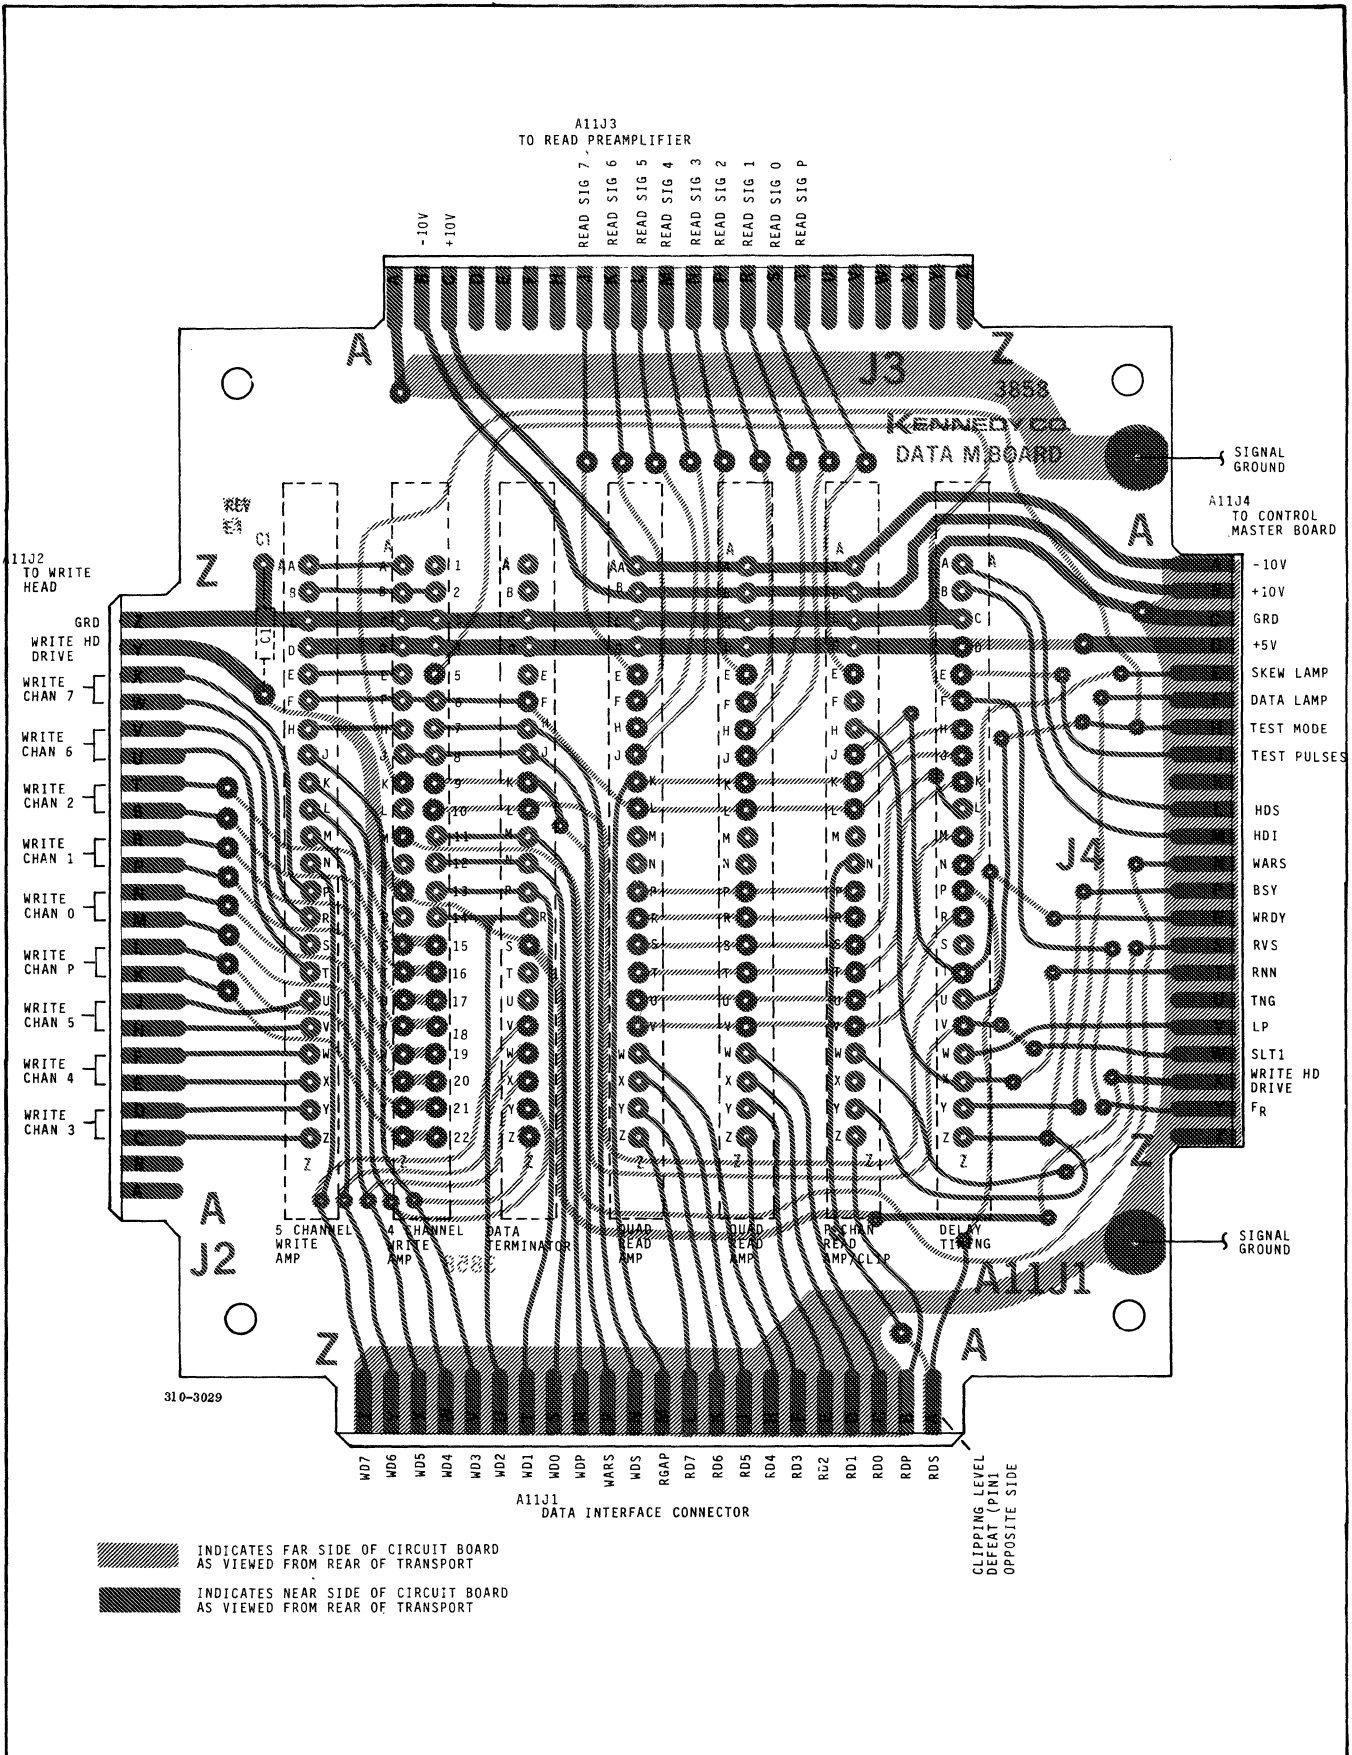 A11J3
TO READ PREAMPLIFIER
-10V
+10V
READ SIG 7
READ SIG 6
READ SIG 5
READ SIG 4
READ SIG 3
READ SIG 2
READ SIG 1
READ SIG 0
READ SIG P
A
J3
Z
3858
KENNEDY CO.
DATA M.BOARD
SIGNAL
GROUND
A11J4
TO CONTROL
MASTER BOARD
A
-10V
+10V
GRD
+5V
SKEW LAMP
DATA LAMP
TEST MODE
TEST PULSES
HDS
HDI
WARS
BSY
WRDY
RVS
RNN
TNG
LP
SLT1
WRITE HD
DRIVE
FR
J4
Z
SIGNAL
GROUND
REV
C1
C1
A11J2
TO WRITE
HEAD
Z
GRD
WRITE HD
DRIVE
WRITE
CHAN 7
WRITE
CHAN 6
WRITE
CHAN 2
WRITE
CHAN 1
WRITE
CHAN 0
WRITE
CHAN P
WRITE
CHAN 5
WRITE
CHAN 4
WRITE
CHAN 3
A
J2
5 CHANNEL
WRITE
AMP
4 CHANNEL
WRITE
AMP
DATA
TERMINATOR
QUAD
READ
AMP
QUAD
READ
AMP
P CHAN
READ
AMP/CLIP
DELAY
TIMING
3858
A11J1
Z
A
310-3029
WD7
WD6
WD5
WD4
WD3
WD2
WD1
WD0
WDP
WARS
WDS
RGAP
RD7
RD6
RD5
RD4
RD3
RD2
RD1
RD0
RDP
RDS
CLIPPING LEVEL
DEFEAT (PIN1
OPPOSITE SIDE
A11J1
DATA INTERFACE CONNECTOR
INDICATES FAR SIDE OF CIRCUIT BOARD
AS VIEWED FROM REAR OF TRANSPORT
INDICATES NEAR SIDE OF CIRCUIT BOARD
AS VIEWED FROM REAR OF TRANSPORT